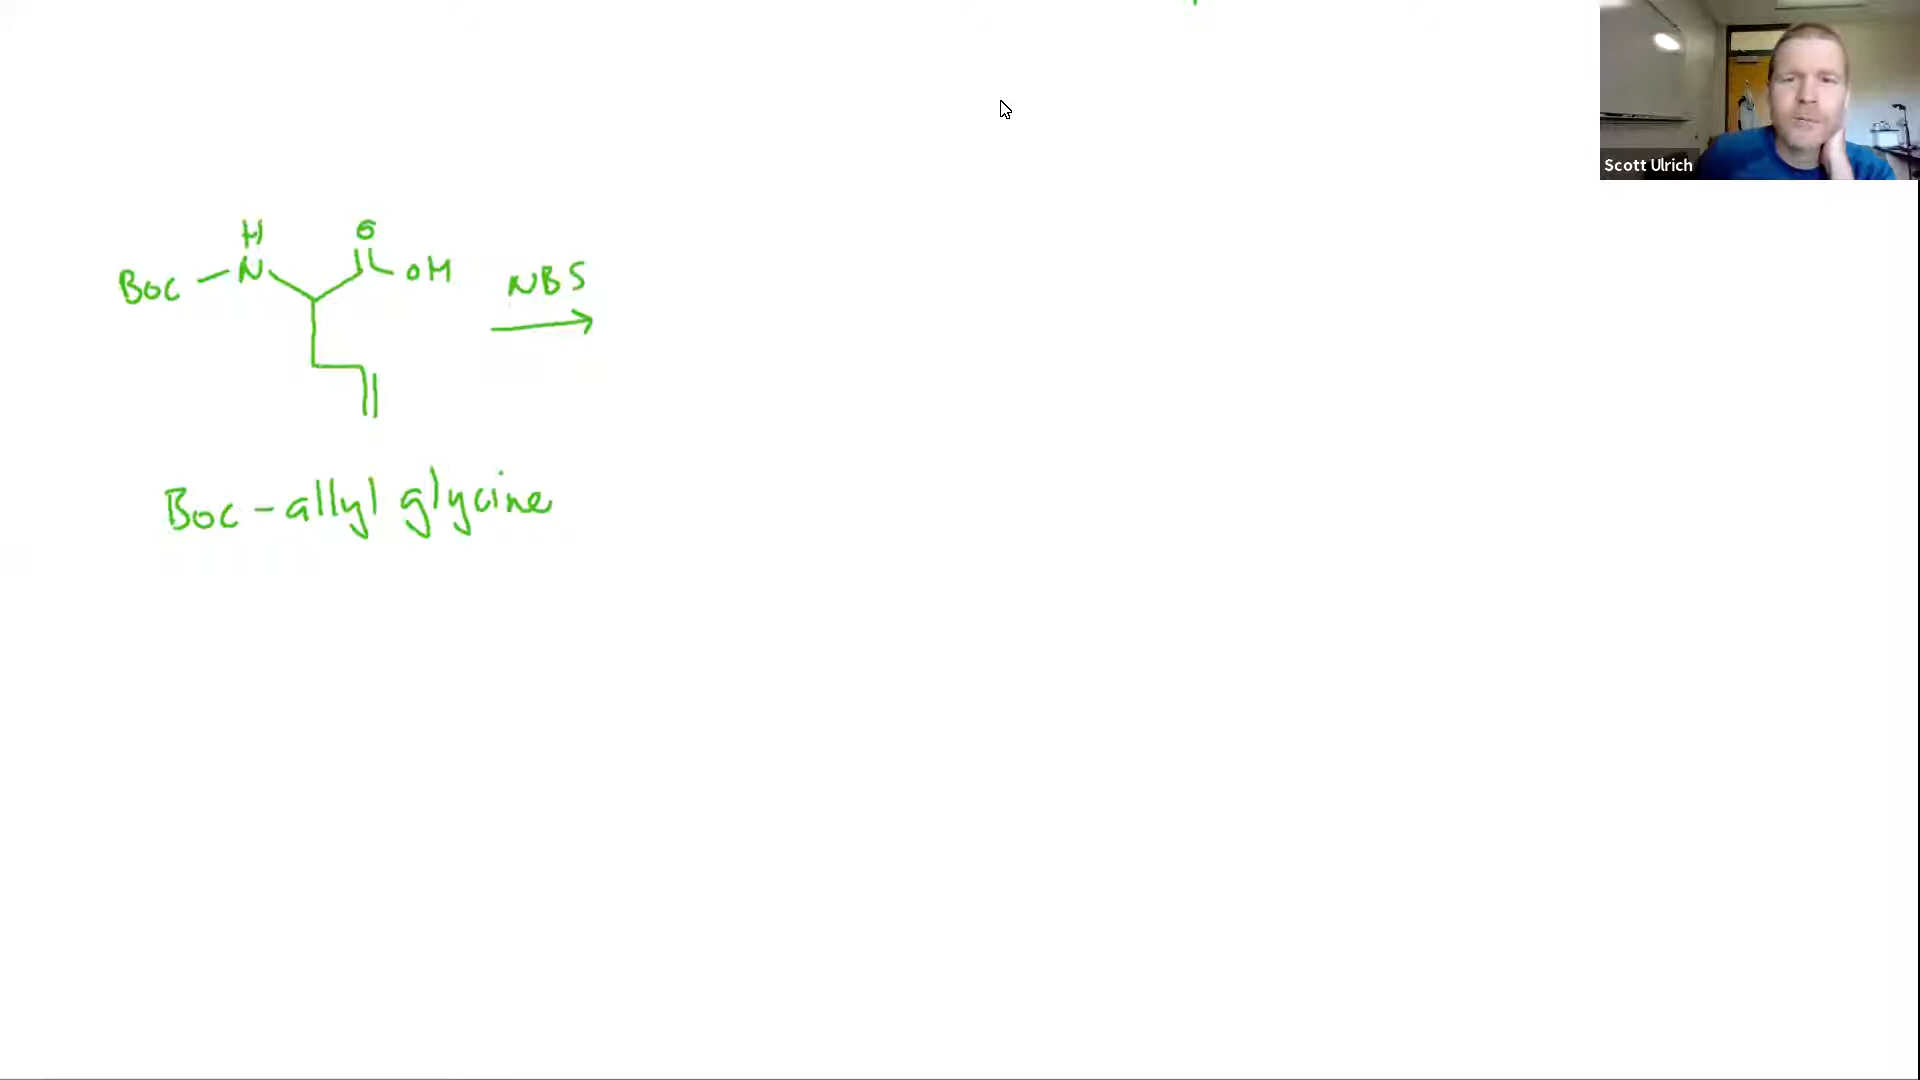 Scott Ulrich
H O
Boc - N OH NBS
Boc - allyl glycine